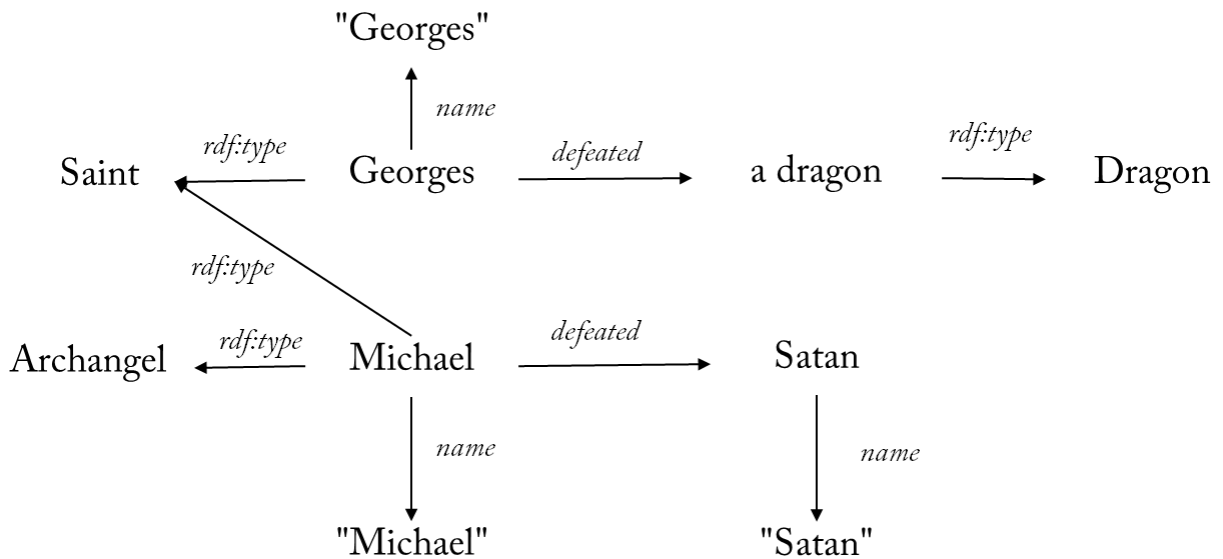 "Georges"
name
rdf:type
defeated
rdf:type
Saint
Georges
a dragon
Dragon
rdf:type
rdf:type
defeated
Archangel
Michael
Satan
name
name
"Michael"
"Satan"